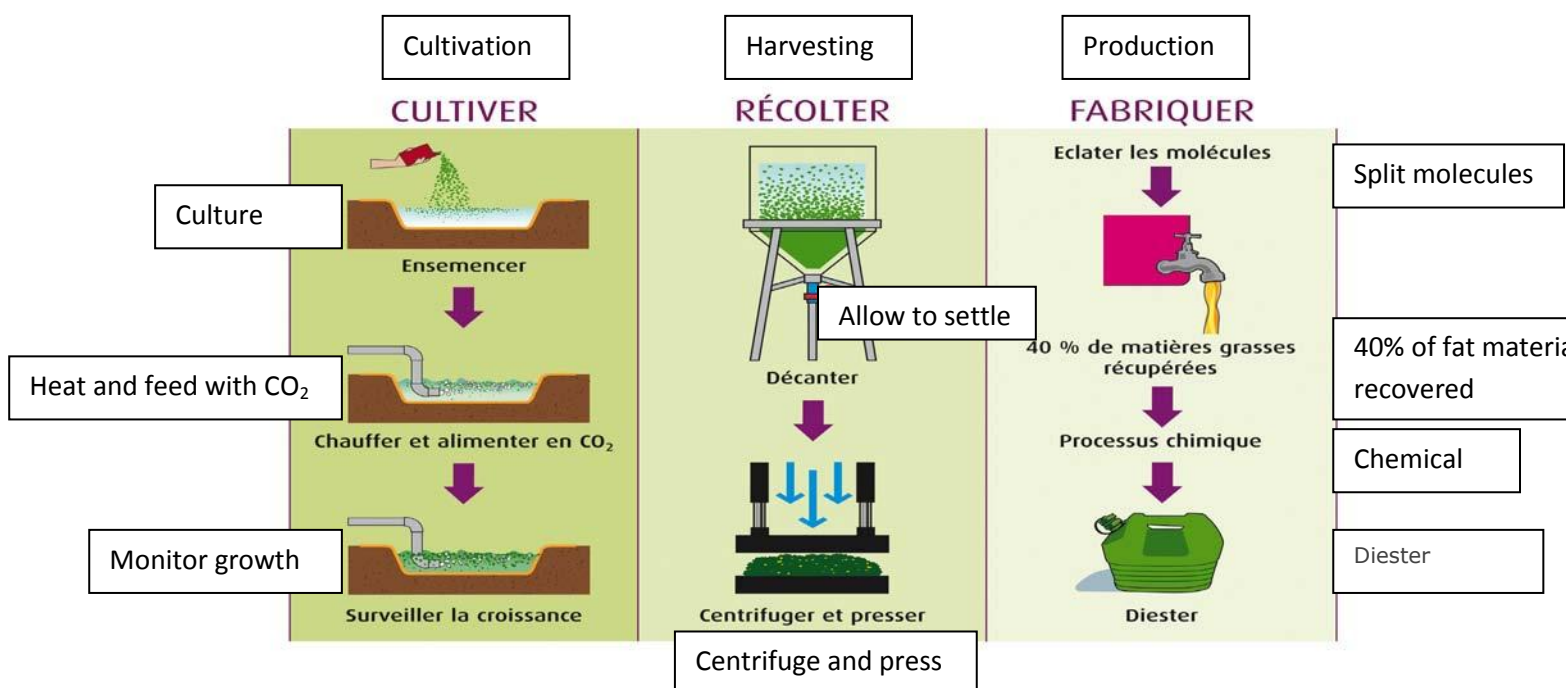 Cultivation
Harvesting
Production
CULTIVER
RÉCOLTER
FABRIQUER
Culture
Ensemencer
Heat and feed with CO₂
Chauffer et alimenter en CO₂
Monitor growth
Surveiller la croissance
Allow to settle
Décanter
Centrifuger et presser
Centrifuge and press
Eclater les molécules
Split molecules
40 % de matières grasses
récupérées
40% of fat
recovered
Processus chimique
Chemical
Diester
Diester